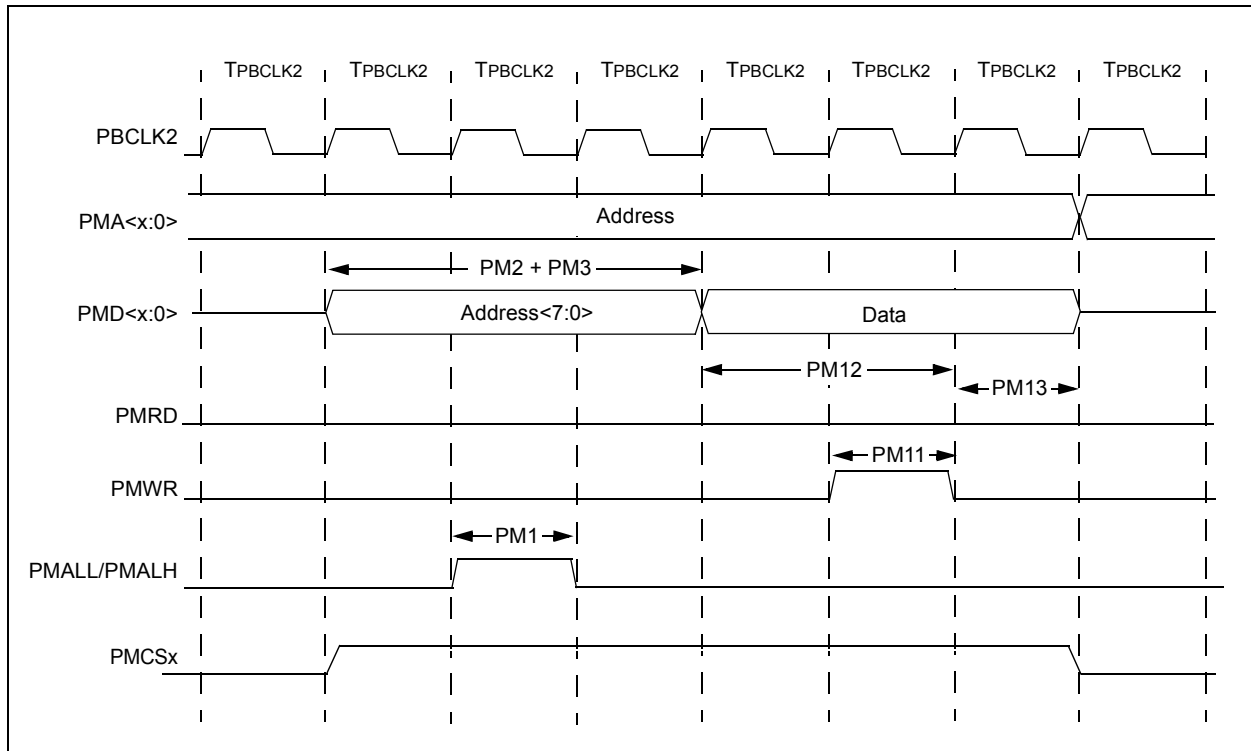 TPBCLK2 TPBCLK2 TPBCLK2 TPBCLK2 TPBCLK2 TPBCLK2 TPBCLK2 TPBCLK2
PBCLK2
PMA<x:0> Address
PM2 + PM3
PMD<x:0> Address<7:0> Data
PM12
PM13
PMRD
PM11
PMWR
PM1
PMALL/PMALH
PMCSx